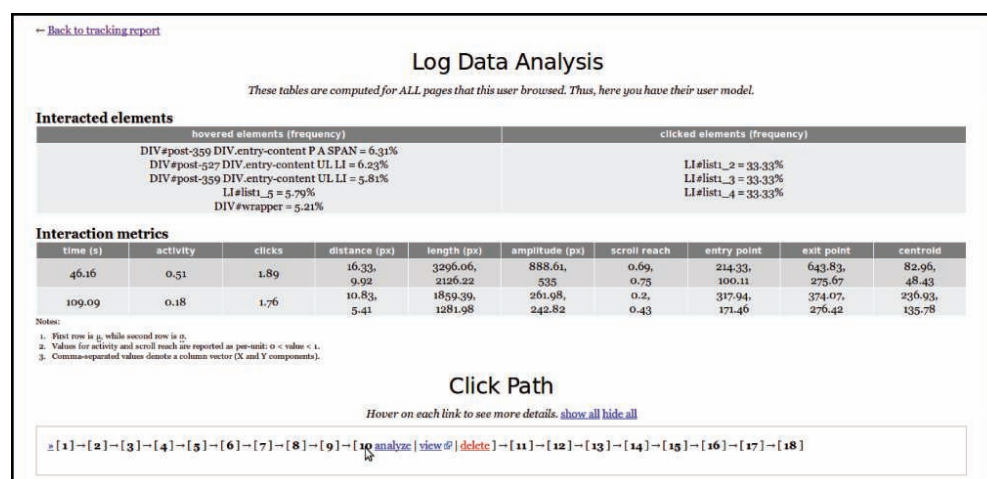 ← Back to tracking report
Log Data Analysis
These tables are computed for ALL pages that this user browsed. Thus, here you have their user model.
Interacted elements
hovered elements (frequency) clicked elements (frequency)
DIV#post-359 DIV.entry-content P A SPAN = 6.31%
DIV#post-527 DIV.entry-content UL LI = 6.23%
DIV#post-359 DIV.entry-content UL LI = 5.81%
LI#list1_5 = 5.79%
DIV#wrapper = 5.21%
LI#list1_2 = 33.33%
LI#list1_3 = 33.33%
LI#list1_4 = 33.33%
Interaction metrics
time (s) activity clicks distance (px) length (px) amplitude (px) scroll reach entry point exit point centroid
46.16 0.51 1.89 16.33, 9.92 3296.06, 2126.22 888.61, 535 0.69, 0.75 214.33, 100.11 643.83, 275.67 82.96, 48.43
109.09 0.18 1.76 10.83, 5.41 1859.39, 1281.98 261.98, 242.82 0.2, 0.43 317.94, 171.46 374.07, 276.42 236.93, 135.78
Notes:
1. First row is μ, while second row is σ.
2. Values for activity and scroll reach are reported as per-unit: 0 < value < 1.
3. Comma-separated values denote a column vector (X and Y components).
Click Path
Hover on each link to see more details. show all hide all
» [ 1 ] → [ 2 ] → [ 3 ] → [ 4 ] → [ 5 ] → [ 6 ] → [ 7 ] → [ 8 ] → [ 9 ] → [ 10 analyze | view | delete ] → [ 11 ] → [ 12 ] → [ 13 ] → [ 14 ] → [ 15 ] → [ 16 ] → [ 17 ] → [ 18 ]